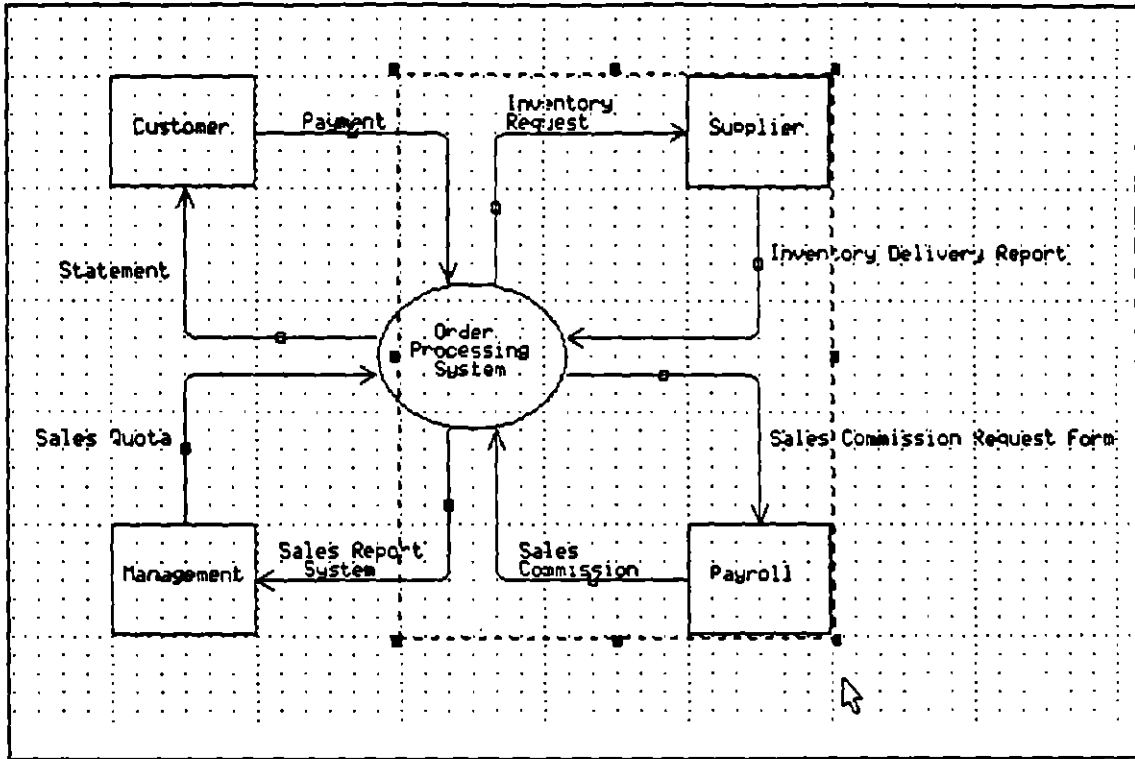 Customer
Payment
Inventory
Request
Supplier
Statement
Inventory Delivery Report
Order
Processing
System
Sales Quota
Sales Commission Request Form
Management
Sales Report
System
Sales
Commission
Payroll